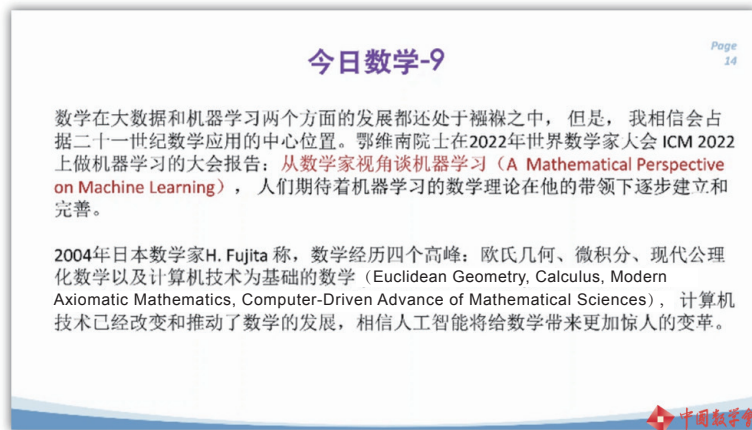 今日数学-9
Page
14
数学在大数据和机器学习两个方面的发展都还处于襁褓之中， 但是， 我相信会占
据二十一世纪数学应用的中心位置。鄂维南院士在2022年世界数学家大会 ICM 2022
上做机器学习的大会报告：从数学家视角谈机器学习（A Mathematical Perspective
on Machine Learning）， 人们期待着机器学习的数学理论在他的带领下逐步建立和
完善。
2004年日本数学家H. Fujita 称，数学经历四个高峰：欧氏几何、微积分、现代公理
化数学以及计算机技术为基础的数学（Euclidean Geometry, Calculus, Modern
Axiomatic Mathematics, Computer-Driven Advance of Mathematical Sciences）， 计算机
技术已经改变和推动了数学的发展，相信人工智能将给数学带来更加惊人的变革。
中国数学